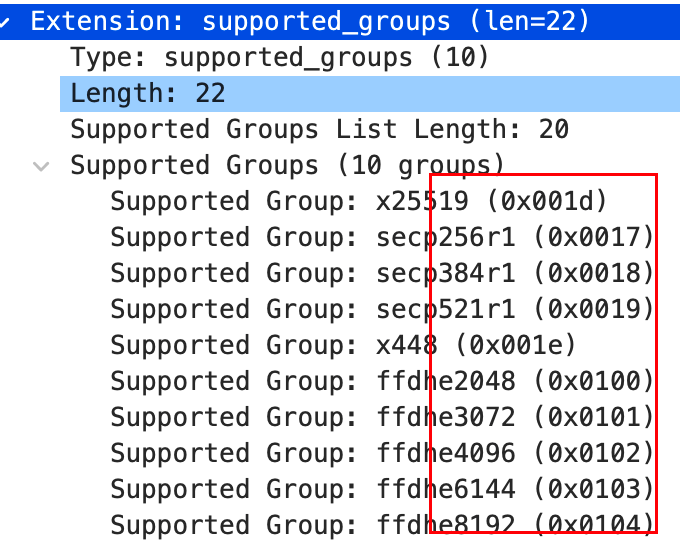 Extension: supported_groups (len=22)
Type: supported_groups (10)
Length: 22
Supported Groups List Length: 20
Supported Groups (10 groups)
Supported Group: x25519 (0x001d)
Supported Group: secp256r1 (0x0017)
Supported Group: secp384r1 (0x0018)
Supported Group: secp521r1 (0x0019)
Supported Group: x448 (0x001e)
Supported Group: ffdhe2048 (0x0100)
Supported Group: ffdhe3072 (0x0101)
Supported Group: ffdhe4096 (0x0102)
Supported Group: ffdhe6144 (0x0103)
Supported Group: ffdhe8192 (0x0104)